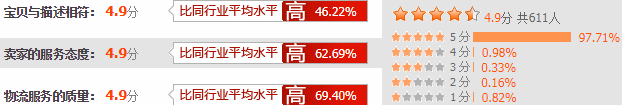 宝贝与描述相符: 4.9分 比同行业平均水平 高 46.22%
卖家的服务态度: 4.9分 比同行业平均水平 高 62.69%
物流服务的质量: 4.9分 比同行业平均水平 高 69.40%
4.9分 共611人
5分 97.71%
4分 0.98%
3分 0.33%
2分 0.16%
1分 0.82%